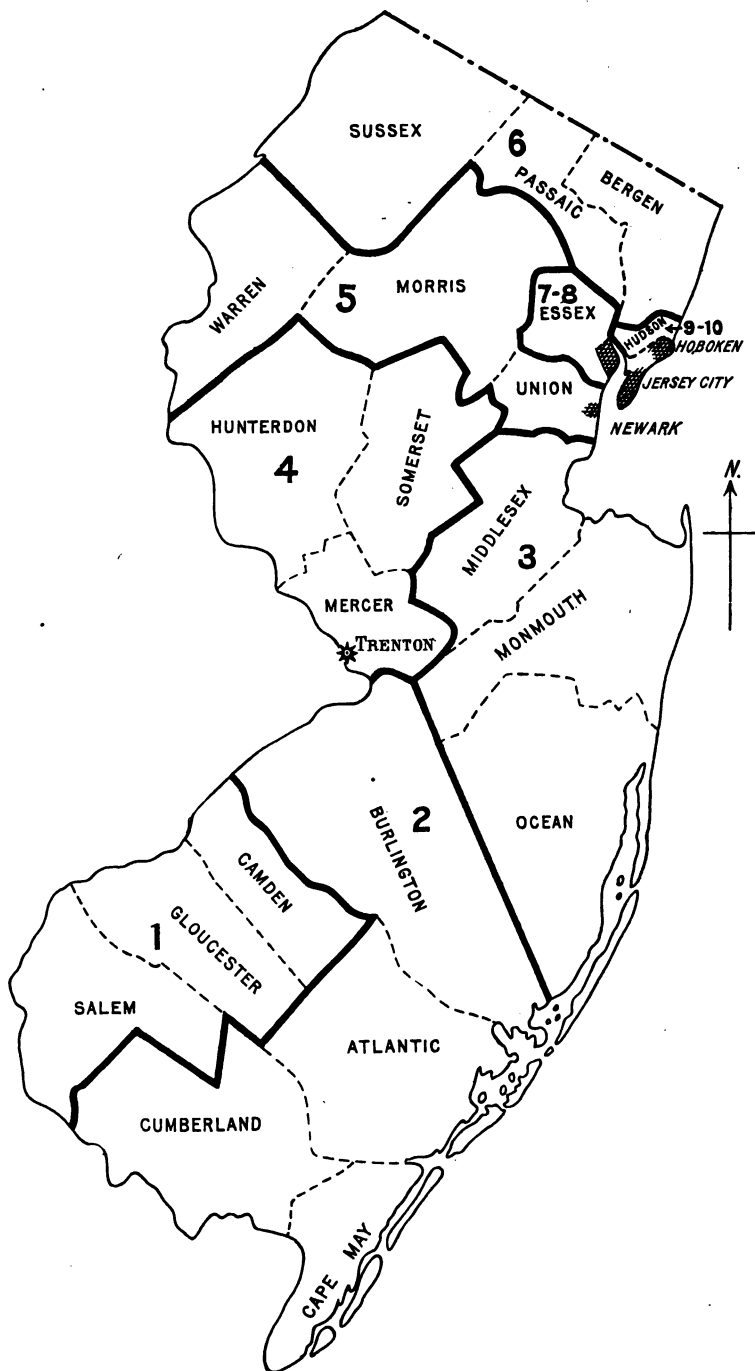 SUSSEX
6
PASSAIC
BERGEN
WARREN
5
MORRIS
7-8
ESSEX
HUDSON
9-10
HOBOKEN
JERSEY CITY
UNION
NEWARK
HUNTERDON
4
SOMERSET
N.
MIDDLESEX
3
MERCER
TRENTON
MONMOUTH
2
BURLINGTON
OCEAN
CAMDEN
GLOUCESTER
1
SALEM
ATLANTIC
CUMBERLAND
CAPE MAY